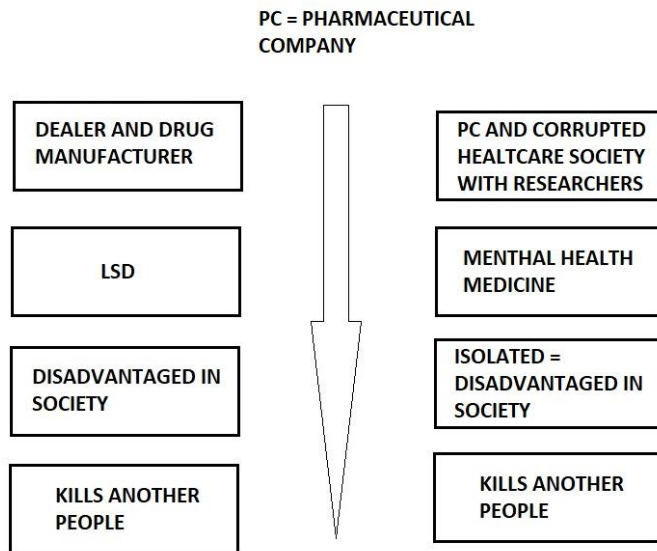 PC = PHARMACEUTICAL
COMPANY
DEALER AND DRUG
MANUFACTURER
PC AND CORRUPTED
HEALTCARE SOCIETY
WITH RESEARCHERS
LSD
MENTHAL HEALTH
MEDICINE
DISADVANTAGED IN
SOCIETY
ISOLATED =
DISADVANTAGED IN
SOCIETY
KILLS ANOTHER
PEOPLE
KILLS ANOTHER
PEOPLE